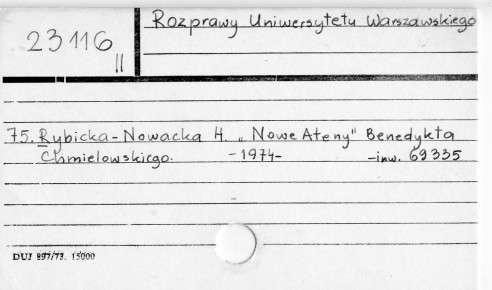 Rozprawy Uniwersytetu Warszawskiego
23116
II
75. Rybicka-Nowacka H. „Nowe Ateny" Benedykta
Chmielowskiego. -1974- -inw. 69335
DUJ 897/73. 15000